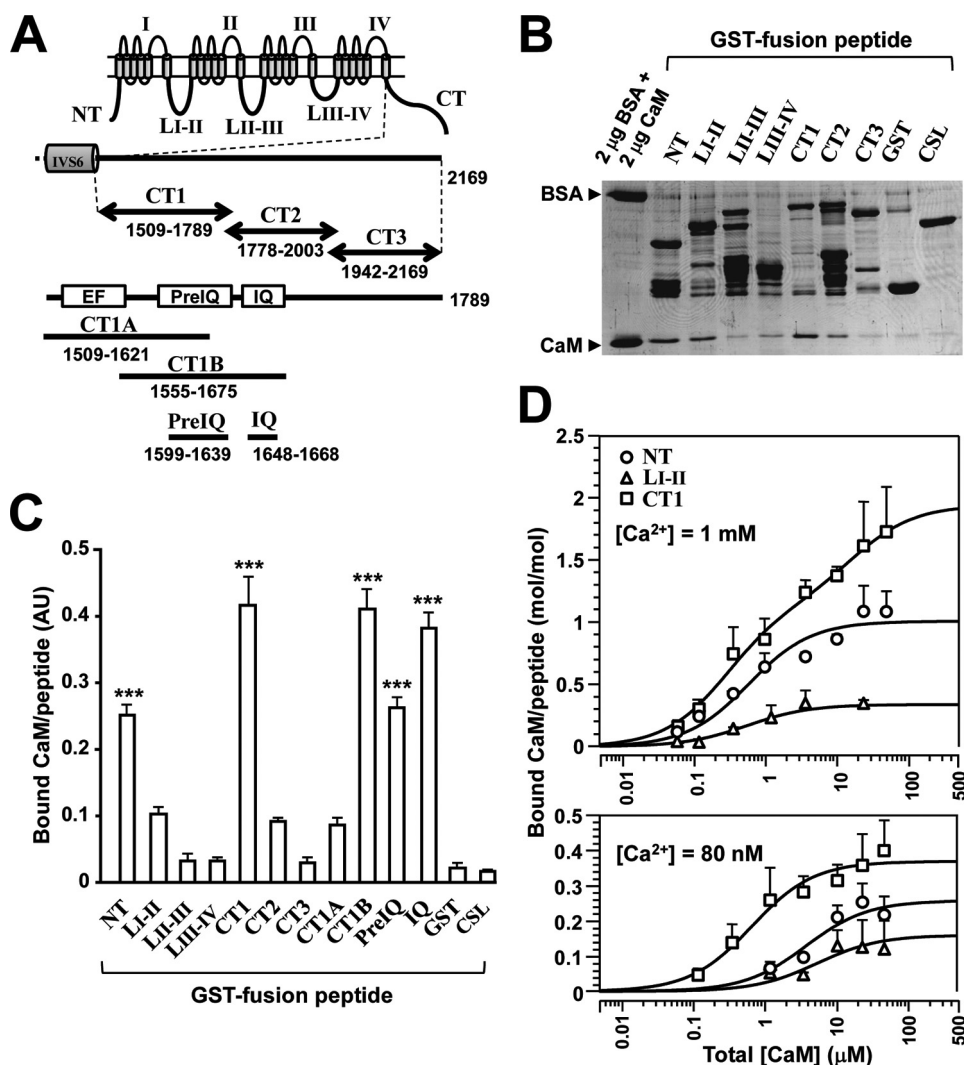 A
I II III IV
NT
LI-II
LII-III
LIII-IV
CT
IVS6
2169
CT1
1509-1789
CT2
1778-2003
CT3
1942-2169
EF
PreIQ
IQ
1789
CT1A
1509-1621
CT1B
1555-1675
PreIQ
1599-1639
IQ
1648-1668
B
GST-fusion peptide
2 µg BSA +
2 µg CaM
NT
LI-II
LII-III
LIII-IV
CT1
CT2
CT3
GST
CSL
BSA
CaM
C
Bound CaM/peptide (AU)
0.5
0.4
0.3
0.2
0.1
0
***
***
***
***
***
NT
LI-II
LII-III
LIII-IV
CT1
CT2
CT3
CT1A
CT1B
PreIQ
IQ
GST
CSL
GST-fusion peptide
D
Bound CaM/peptide (mol/mol)
2.5
2
1.5
1
0.5
0
NT
LI-II
CT1
[Ca2+] = 1 mM
0.01
0.1
1
10
100
500
0.5
0.4
0.3
0.2
0.1
0
[Ca2+] = 80 nM
0.01
0.1
1
10
100
500
Total [CaM] (µM)